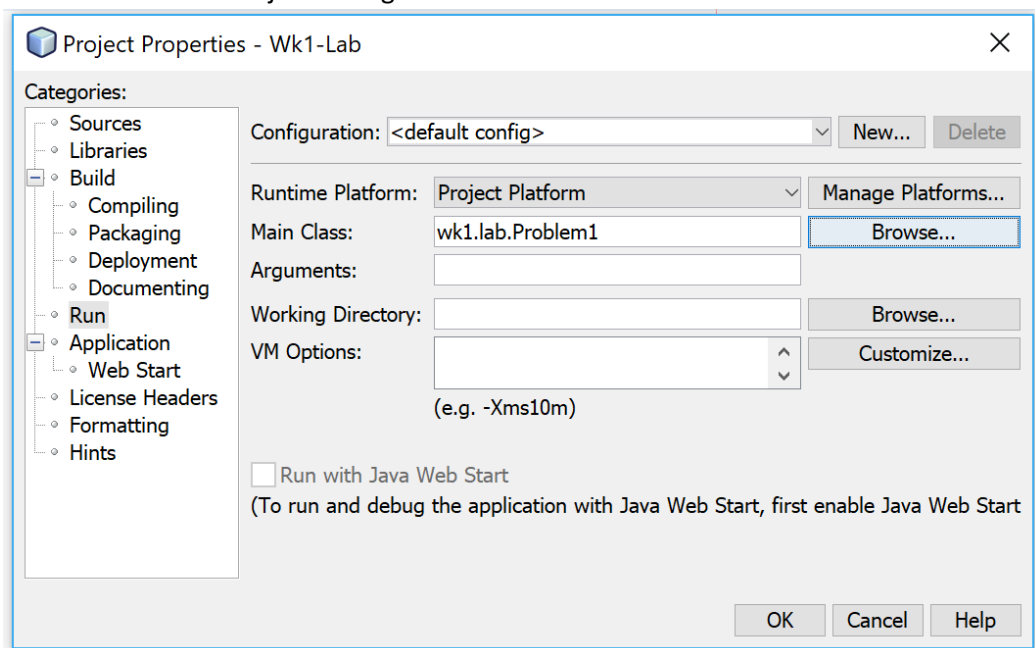 Project Properties - Wk1-Lab
Categories:
Sources
Libraries
Build
Compiling
Packaging
Deployment
Documenting
Run
Application
Web Start
License Headers
Formatting
Hints
Configuration: <default config> New... Delete
Runtime Platform: Project Platform Manage Platforms...
Main Class: wk1.lab.Problem1 Browse...
Arguments:
Working Directory: Browse...
VM Options: Customize...
(e.g. -Xms10m)
Run with Java Web Start
(To run and debug the application with Java Web Start, first enable Java Web Start
OK Cancel Help